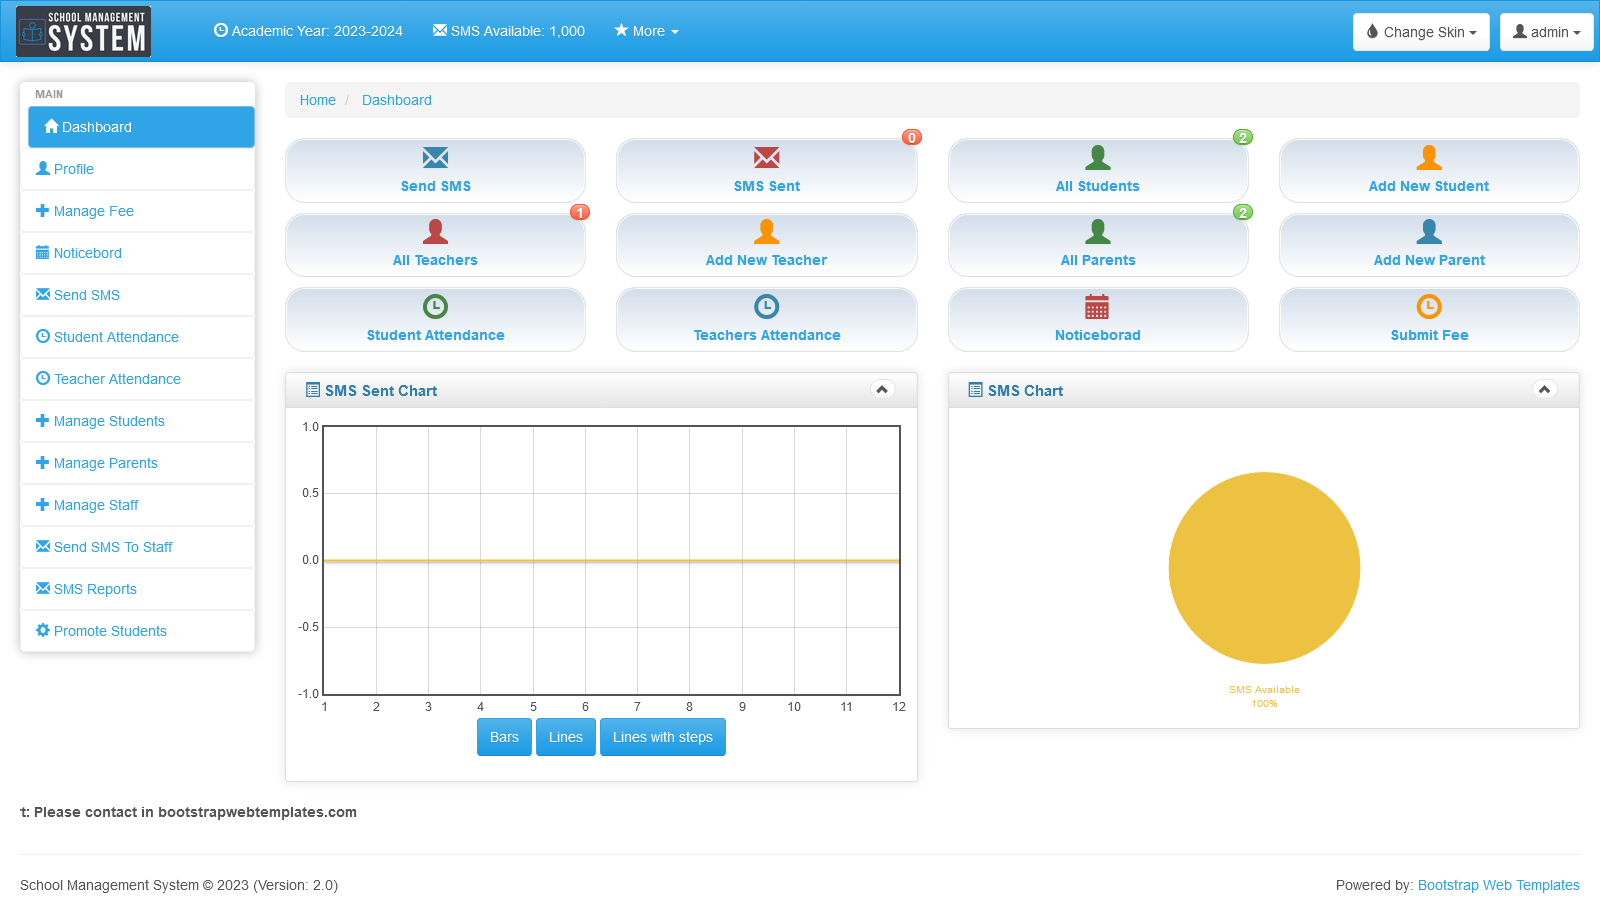 SCHOOL MANAGEMENT
SYSTEM
Academic Year: 2023-2024
SMS Available: 1,000
More
Change Skin
admin
MAIN
Dashboard
Profile
Manage Fee
Noticebord
Send SMS
Student Attendance
Teacher Attendance
Manage Students
Manage Parents
Manage Staff
Send SMS To Staff
SMS Reports
Promote Students
Home / Dashboard
Send SMS
0
SMS Sent
2
All Students
Add New Student
1
All Teachers
Add New Teacher
2
All Parents
Add New Parent
Student Attendance
Teachers Attendance
Noticeborad
Submit Fee
SMS Sent Chart
1.0
0.5
0.0
-0.5
-1.0
1 2 3 4 5 6 7 8 9 10 11 12
Bars
Lines
Lines with steps
SMS Chart
SMS Available
100%
t: Please contact in bootstrapwebtemplates.com
School Management System © 2023 (Version: 2.0)
Powered by: Bootstrap Web Templates